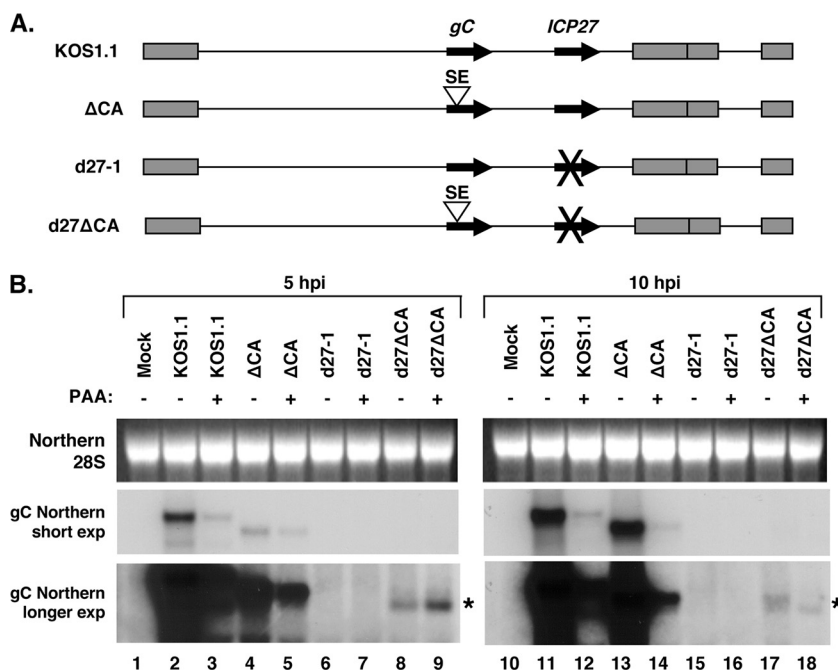 A.
gC ICP27
KOS1.1
SE
ΔCA
d27-1
SE
d27ΔCA
B.
5 hpi 10 hpi
Mock KOS1.1 KOS1.1 ΔCA ΔCA d27-1 d27-1 d27ΔCA d27ΔCA Mock KOS1.1 KOS1.1 ΔCA ΔCA d27-1 d27-1 d27ΔCA d27ΔCA
PAA: - - + - + - + - + - - + - + - + - +
Northern
28S
gC Northern
short exp
gC Northern
longer exp * *
1 2 3 4 5 6 7 8 9 10 11 12 13 14 15 16 17 18